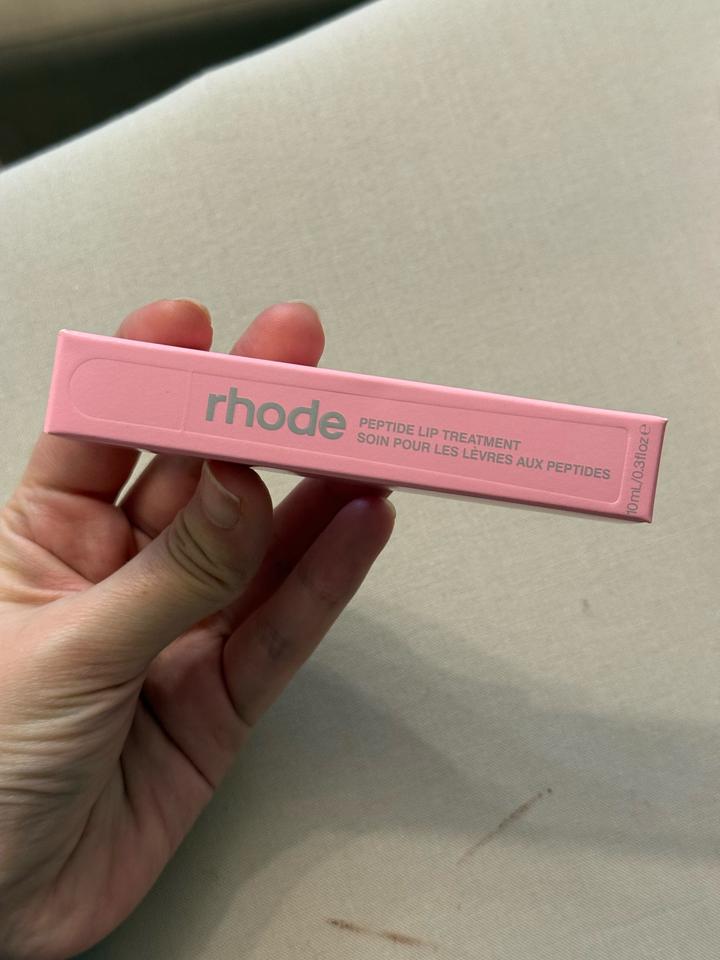 rhode
PEPTIDE LIP TREATMENT
SOIN POUR LES LÈVRES AUX PEPTIDES
10mL/0.3floz℮